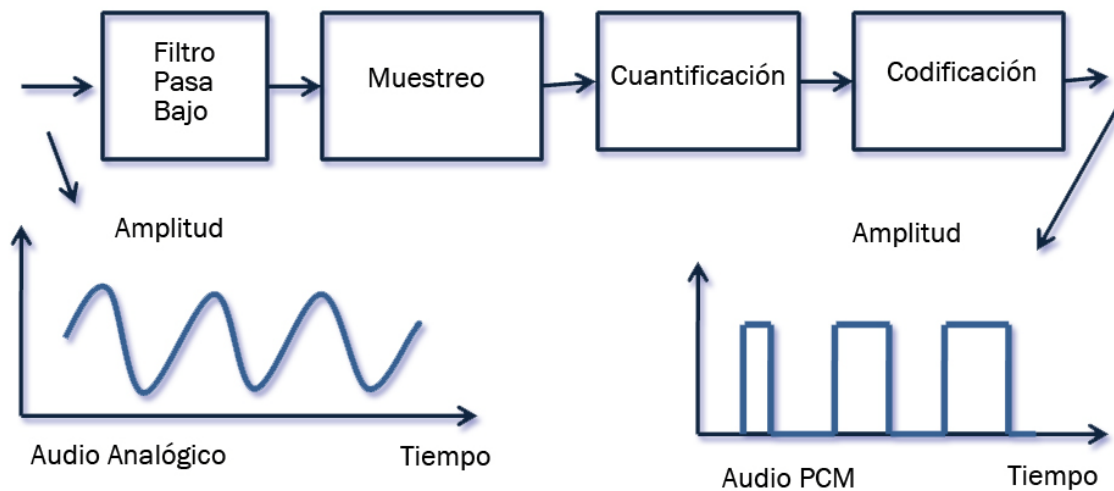 Filtro
Pasa
Bajo
Muestreo
Cuantificación
Codificación
Amplitud
Amplitud
Audio Analógico
Tiempo
Audio PCM
Tiempo